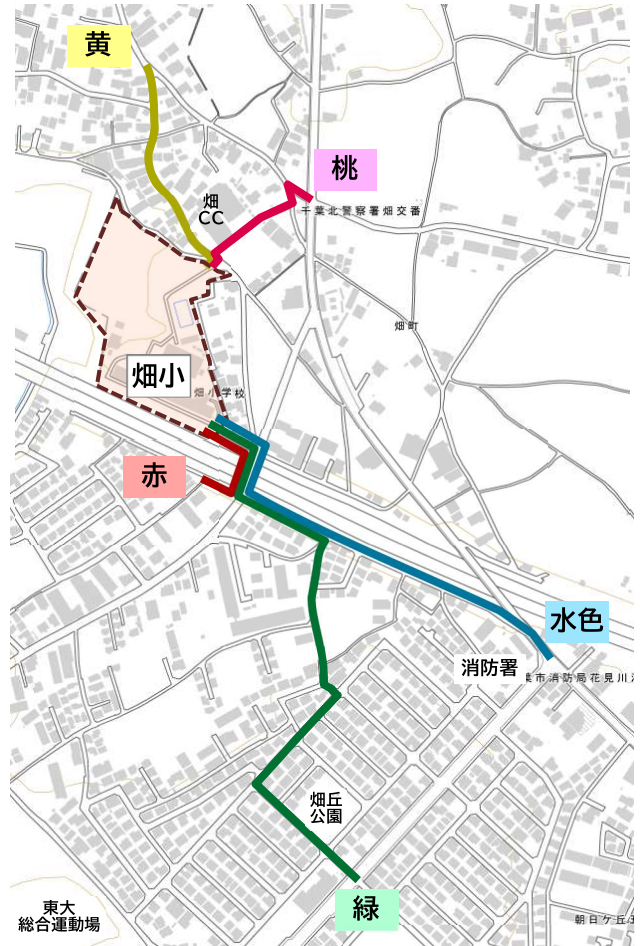 黄
桃
畑
CC
千葉北警察署畑交番
畑町
畑小
畑小学校
赤
水色
消防署
葉市消防局花見川消
畑丘
公園
緑
東大
総合運動場
朝日ケ丘